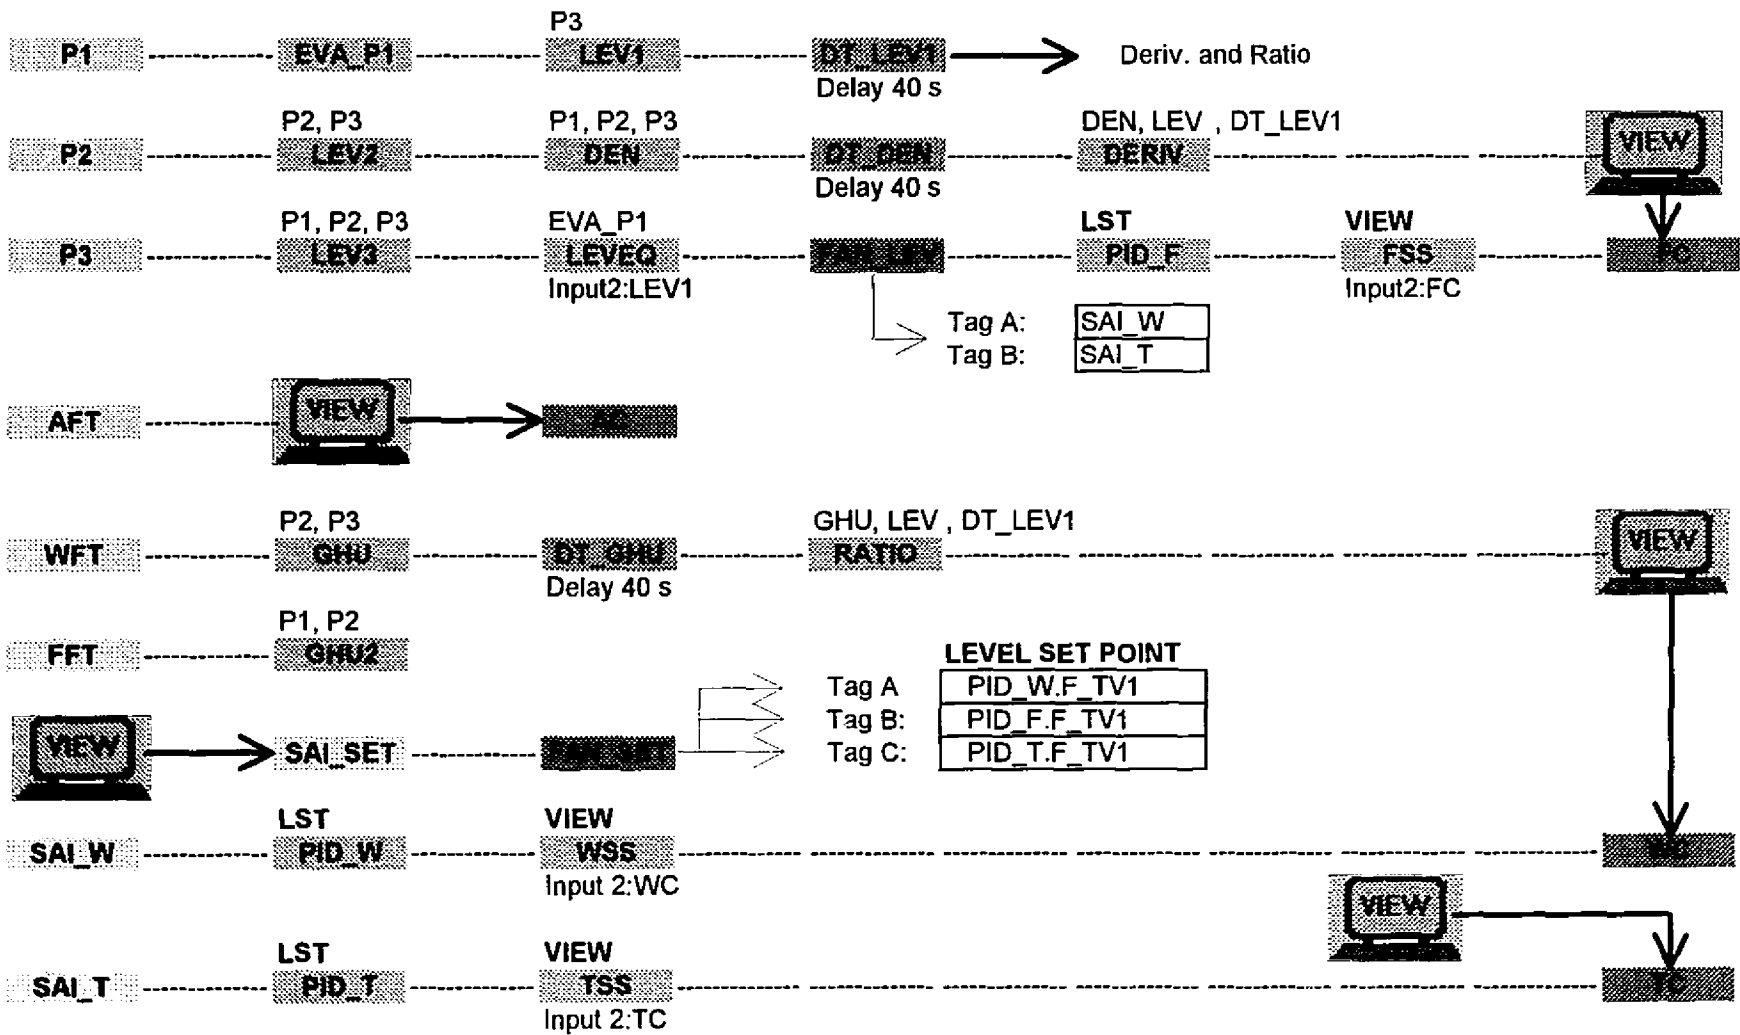 P3
P1 EVA_P1 LEV1 DT_LEV1 Deriv. and Ratio
Delay 40 s
P2, P3 P1, P2, P3 DEN, LEV , DT_LEV1
P2 LEV2 DEN DT_DEN DERIV VIEW
Delay 40 s
P1, P2, P3 EVA_P1 LST VIEW
P3 LEV3 LEVEQ FAN_LEV PID_F FSS FC
Input2:LEV1 Input2:FC
Tag A: SAI_W
Tag B: SAI_T
AFT VIEW AC
P2, P3 GHU, LEV , DT_LEV1
WFT GHU DT_GHU RATIO VIEW
Delay 40 s
P1, P2
FFT GHU2
LEVEL SET POINT
Tag A PID_W.F_TV1
Tag B: PID_F.F_TV1
VIEW SAI_SET FAN_SET Tag C: PID_T.F_TV1
LST VIEW
SAI_W PID_W WSS WC
Input 2:WC
VIEW
LST VIEW
SAI_T PID_T TSS TC
Input 2:TC